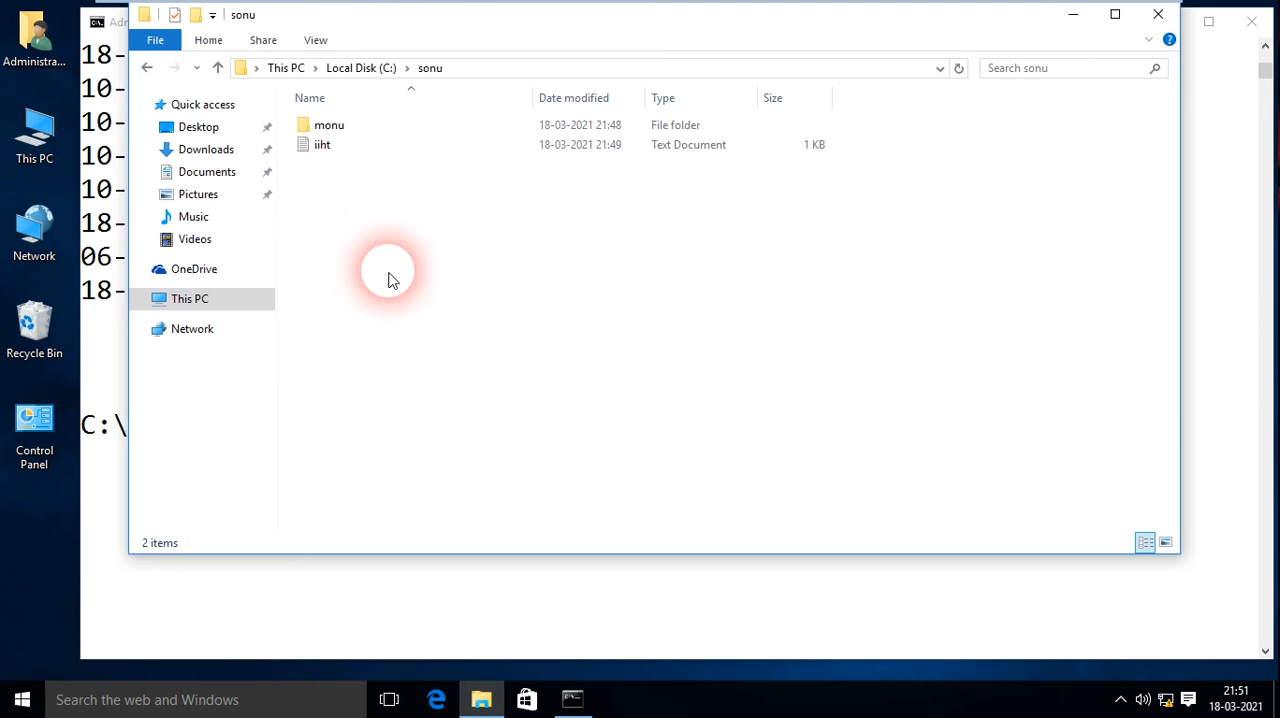 Administra...
This PC
Network
Recycle Bin
Control
Panel
Ad
18-
10-
10-
10-
10-
18-
06-
18-
C:\
sonu
File
Home
Share
View
This PC
Local Disk (C:)
sonu
Search sonu
Quick access
Desktop
Downloads
Documents
Pictures
Music
Videos
OneDrive
This PC
Network
Name Date modified Type Size
monu 18-03-2021 21:48 File folder
iiht 18-03-2021 21:49 Text Document 1 KB
2 items
Search the web and Windows
21:51
18-03-2021